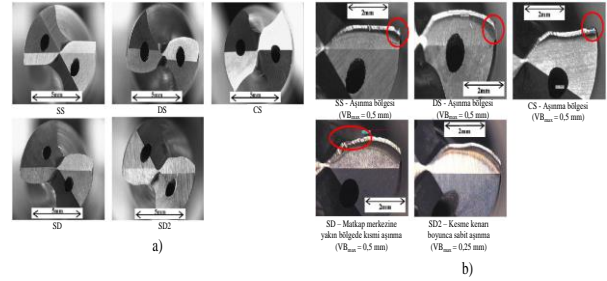 5mm
5mm
5mm
SS
DS
CS
5mm
5mm
SD
SD2
a)
2mm
2mm
2mm
SS - Aşınma bölgesi
(VBmax = 0,5 mm)
DS - Aşınma bölgesi
(VBmax = 0,5 mm)
CS - Aşınma bölgesi
(VBmax = 0,5 mm)
2mm
2mm
SD – Matkap merkezine
yakın bölgede kısmi aşınma
(VBmax = 0,5 mm)
SD2 – Kesme kenarı
boyunca sabit aşınma
(VBmax = 0,25 mm)
b)